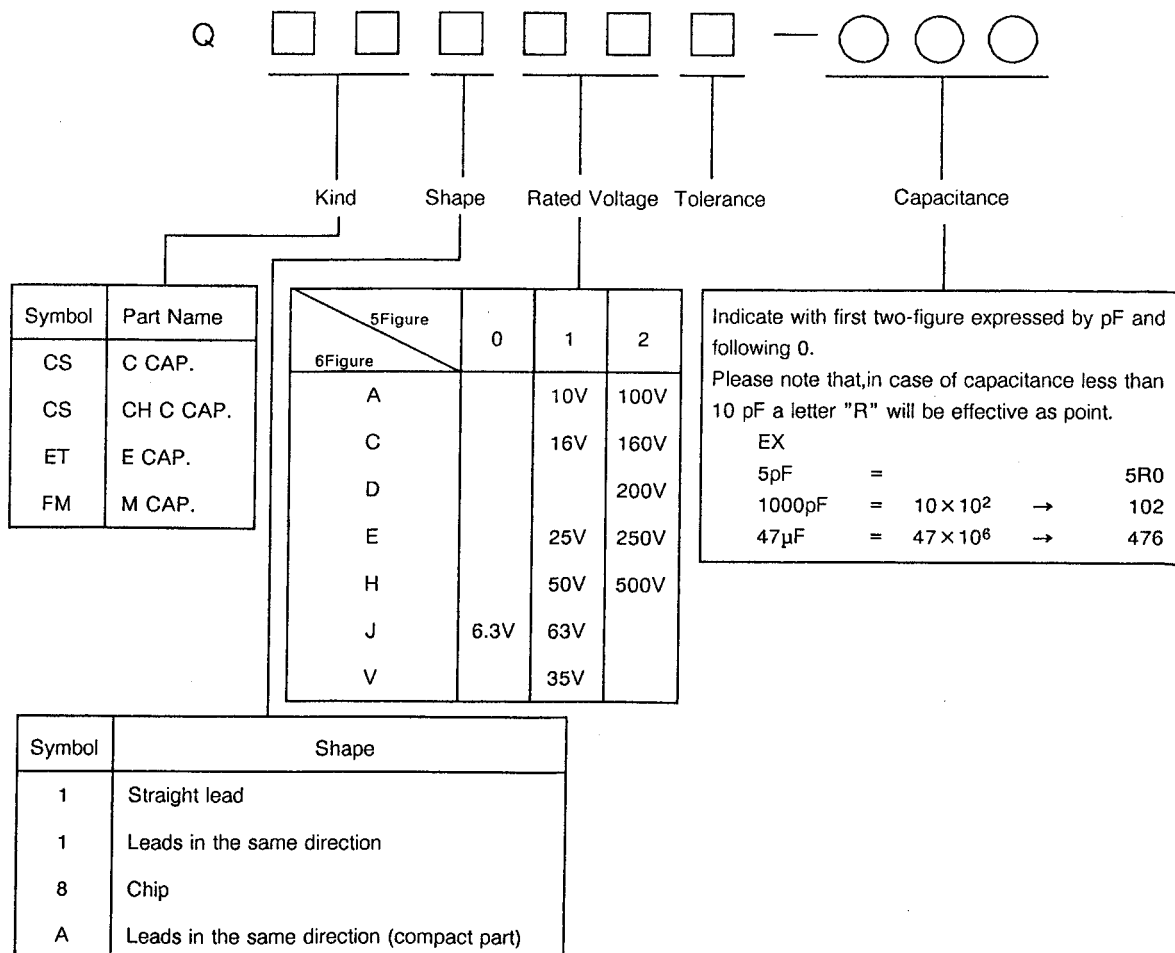 Q —
Kind Shape Rated Voltage Tolerance Capacitance
Symbol Part Name
CS C CAP.
CS CH C CAP.
ET E CAP.
FM M CAP.
5Figure
6Figure
0 1 2
A 10V 100V
C 16V 160V
D 200V
E 25V 250V
H 50V 500V
J 6.3V 63V
V 35V
Indicate with first two-figure expressed by pF and
following 0.
Please note that,in case of capacitance less than
10 pF a letter "R" will be effective as point.
EX
5pF = 5R0
1000pF = 10×10² → 102
47μF = 47×10⁶ → 476
Symbol Shape
1 Straight lead
1 Leads in the same direction
8 Chip
A Leads in the same direction (compact part)